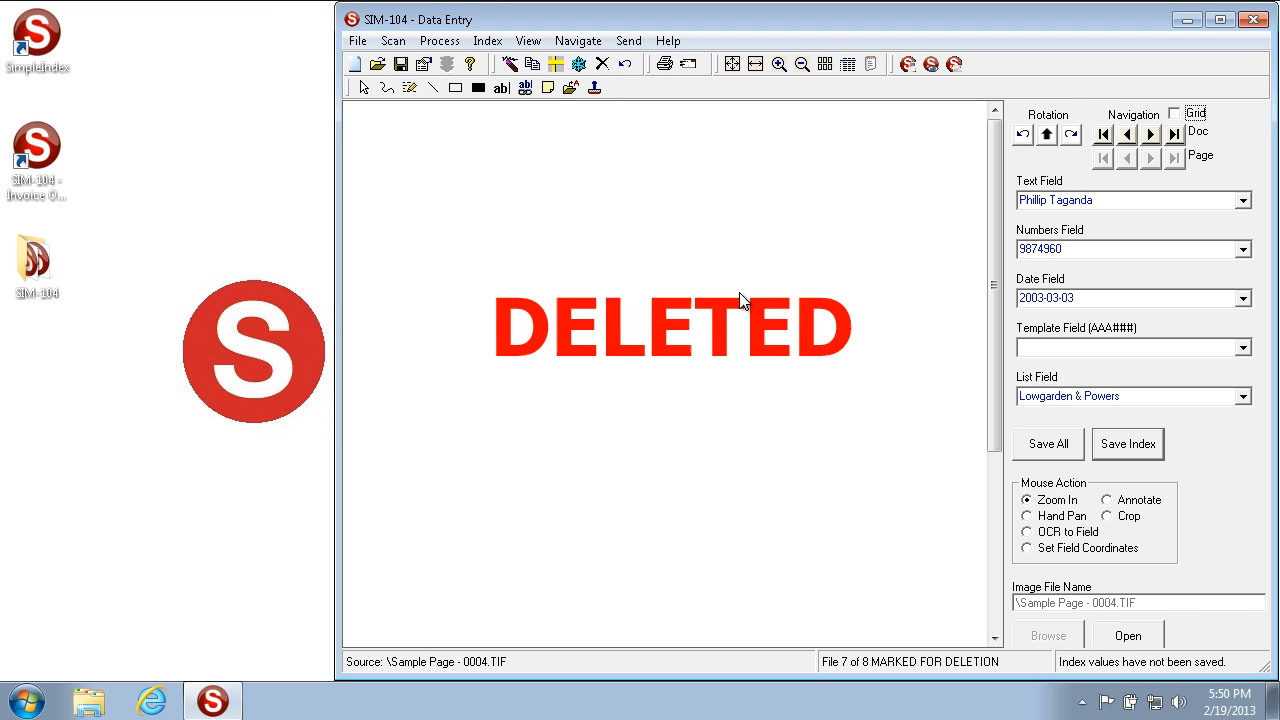 SimpleIndex
SIM-104 -
Invoice O...
SIM-104
S
SIM-104 - Data Entry
File Scan Process Index View Navigate Send Help
ab|
ab|
Rotation
Navigation
Grid
Doc
Page
Text Field
Phillip Taganda
Numbers Field
9874960
Date Field
2003-03-03
Template Field (AAA###)
List Field
Lowgarden & Powers
Save All
Save Index
DELETED
Mouse Action
Zoom In
Annotate
Hand Pan
Crop
OCR to Field
Set Field Coordinates
Image File Name
\Sample Page - 0004.TIF
Browse
Open
Source: \Sample Page - 0004.TIF
File 7 of 8 MARKED FOR DELETION
Index values have not been saved.
5:50 PM
2/19/2013